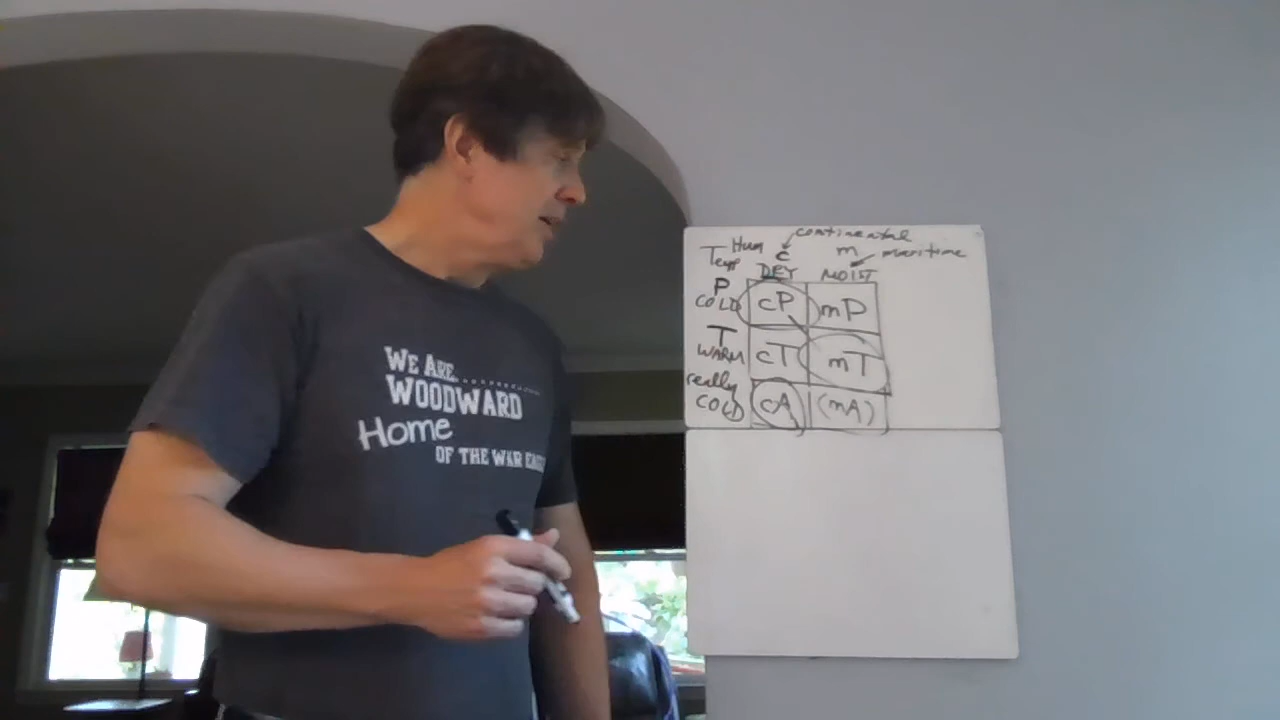 WE ARE
WOODWARD
Home
OF THE WAR EAG
continental
Hum c m maritime
Temp DRY MOIST
P
COLD cP mP
T
WARM cT mT
really
COLD cA (mA)